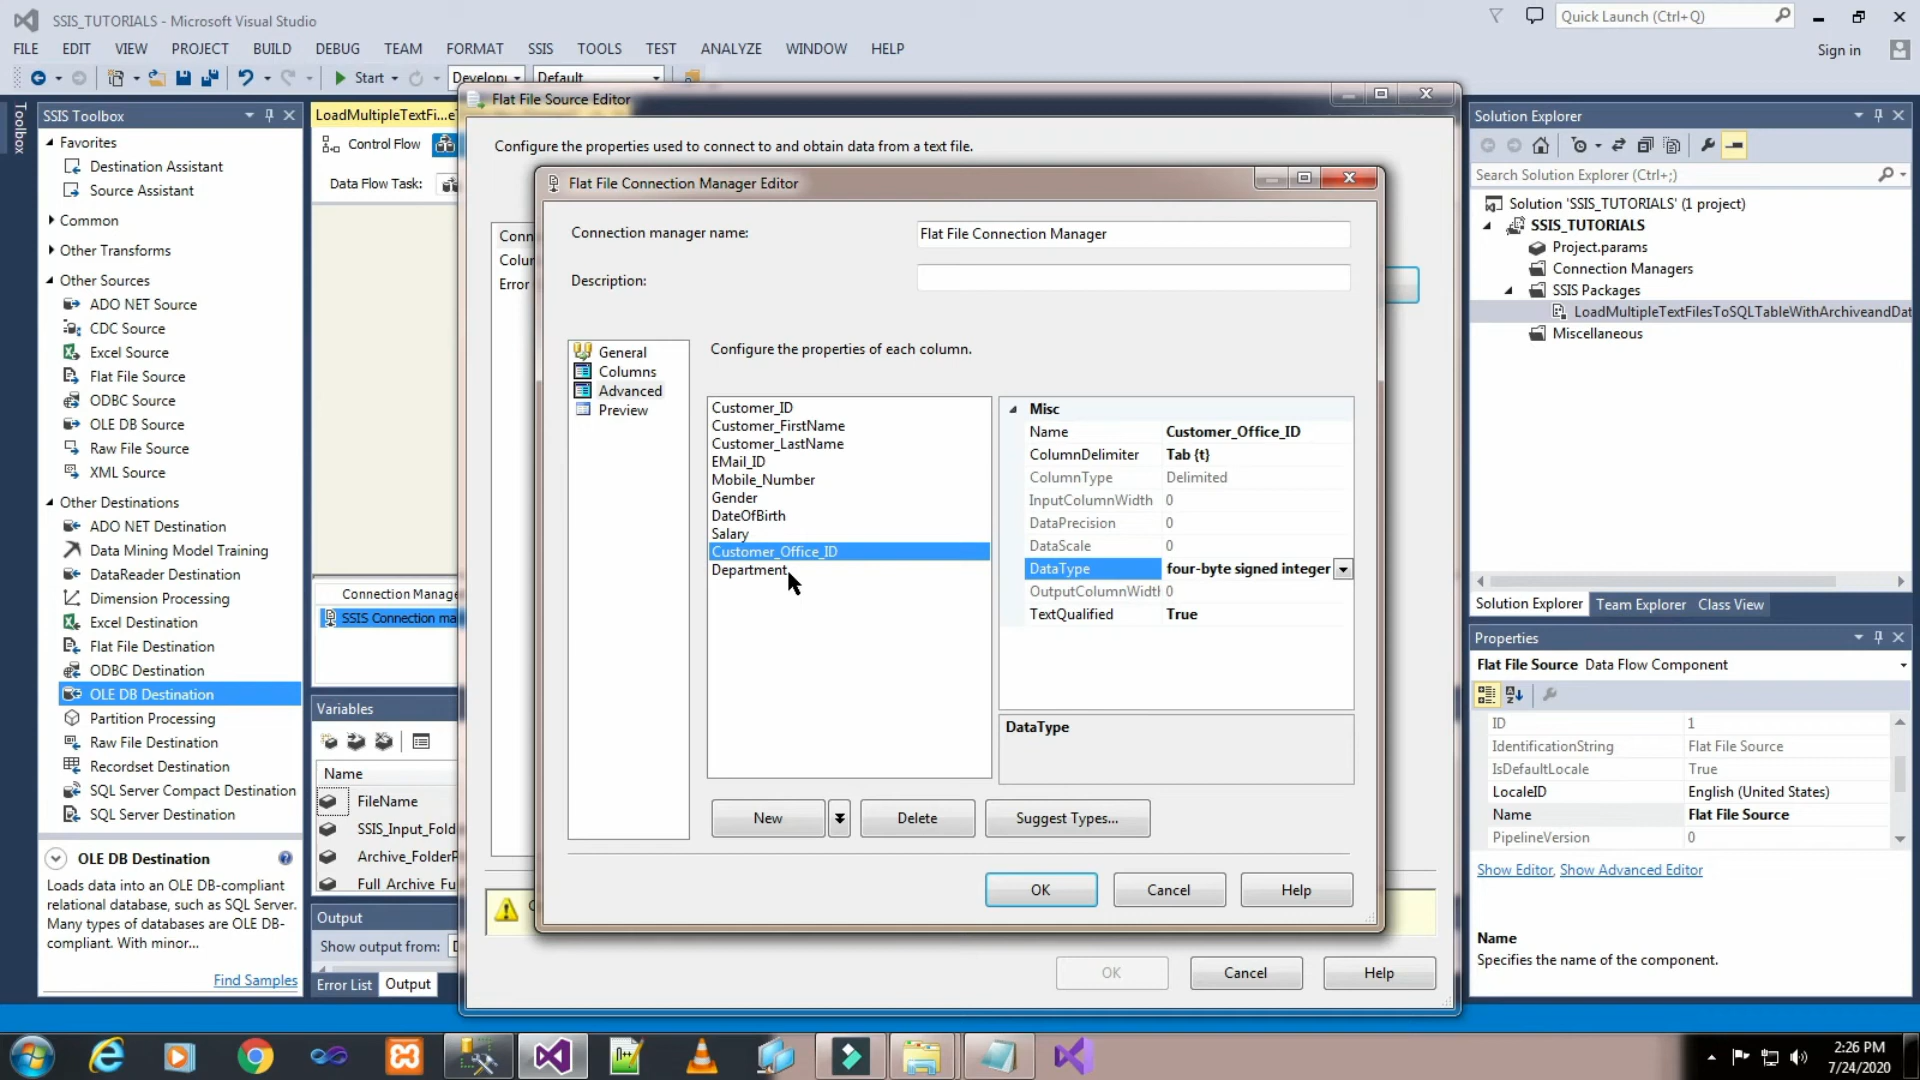 SSIS_TUTORIALS - Microsoft Visual Studio
Quick Launch (Ctrl+Q)
FILE EDIT VIEW PROJECT BUILD DEBUG TEAM FORMAT SSIS TOOLS TEST ANALYZE WINDOW HELP
Sign in
Start
Default
Toolbox
SSIS Toolbox
Favorites
Destination Assistant
Source Assistant
Common
Other Transforms
Other Sources
ADO NET Source
CDC Source
Excel Source
Flat File Source
ODBC Source
OLE DB Source
Raw File Source
XML Source
Other Destinations
ADO NET Destination
Data Mining Model Training
DataReader Destination
Dimension Processing
Excel Destination
Flat File Destination
ODBC Destination
OLE DB Destination
Partition Processing
Raw File Destination
Recordset Destination
SQL Server Compact Destination
SQL Server Destination
OLE DB Destination
Loads data into an OLE DB-compliant
relational database, such as SQL Server.
Many types of databases are OLE DB-
compliant. With minor...
Find Samples
LoadMultipleTextFi...
Control Flow
Data Flow Task:
Connection Manage
SSIS Connection ma
Variables
Name
FileName
SSIS_Input_Fold
Archive_FolderP
Full Archive Fu
Output
Show output from:
Error List Output
Flat File Source Editor
Configure the properties used to connect to and obtain data from a text file.
Conn
Colur
Error
Flat File Connection Manager Editor
Connection manager name: Flat File Connection Manager
Description:
General
Columns
Advanced
Preview
Configure the properties of each column.
Customer_ID
Customer_FirstName
Customer_LastName
EMail_ID
Mobile_Number
Gender
DateOfBirth
Salary
Customer_Office_ID
Department
Misc
Name Customer_Office_ID
ColumnDelimiter Tab {t}
ColumnType Delimited
InputColumnWidth 0
DataPrecision 0
DataScale 0
DataType four-byte signed integer
OutputColumnWidtl 0
TextQualified True
DataType
New Delete Suggest Types...
OK Cancel Help
OK Cancel Help
Solution Explorer
Search Solution Explorer (Ctrl+;)
Solution 'SSIS_TUTORIALS' (1 project)
SSIS_TUTORIALS
Project.params
Connection Managers
SSIS Packages
LoadMultipleTextFilesToSQLTableWithArchiveandDat
Miscellaneous
Solution Explorer Team Explorer Class View
Properties
Flat File Source Data Flow Component
ID 1
IdentificationString Flat File Source
IsDefaultLocale True
LocaleID English (United States)
Name Flat File Source
PipelineVersion 0
Show Editor, Show Advanced Editor
Name
Specifies the name of the component.
2:26 PM
7/24/2020